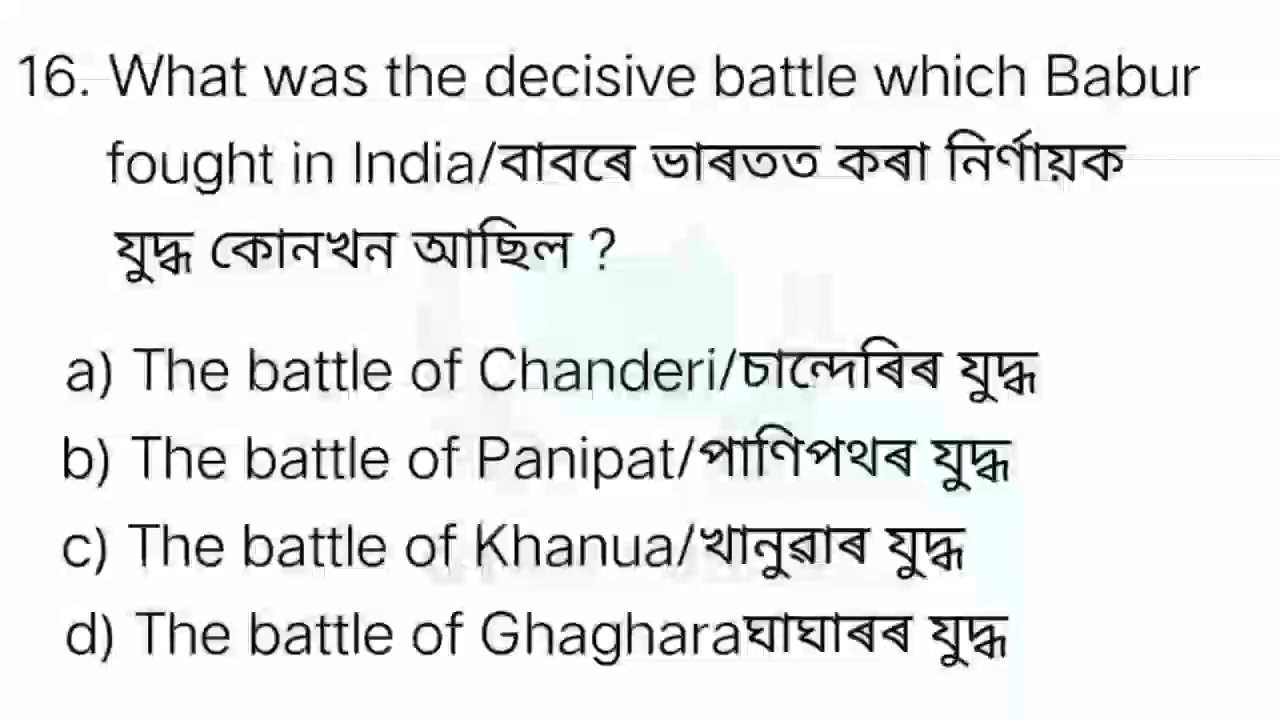 16. What was the decisive battle which Babur
fought in India/বাবৰে ভাৰতত কৰা নিৰ্ণায়ক
যুদ্ধ কোনখন আছিল ?
a) The battle of Chanderi/চান্দেৰিৰ যুদ্ধ
b) The battle of Panipat/পাণিপথৰ যুদ্ধ
c) The battle of Khanua/খানুৱাৰ যুদ্ধ
d) The battle of Ghagharaঘাঘাৰৰ যুদ্ধ